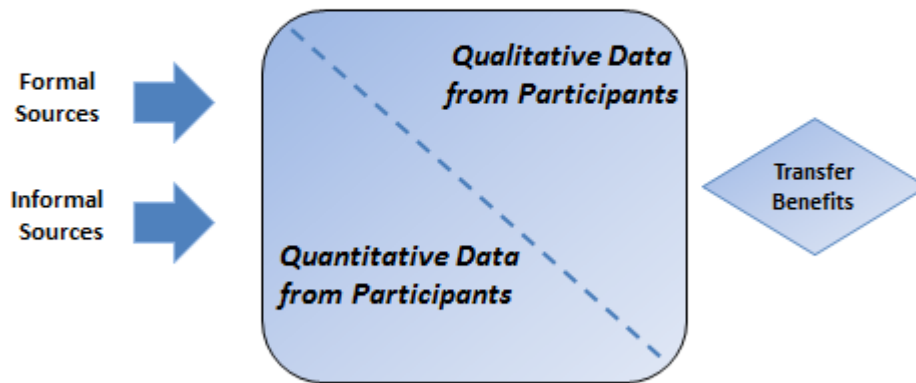 Formal
Sources
Informal
Sources
Qualitative Data
from Participants
Quantitative Data
from Participants
Transfer
Benefits